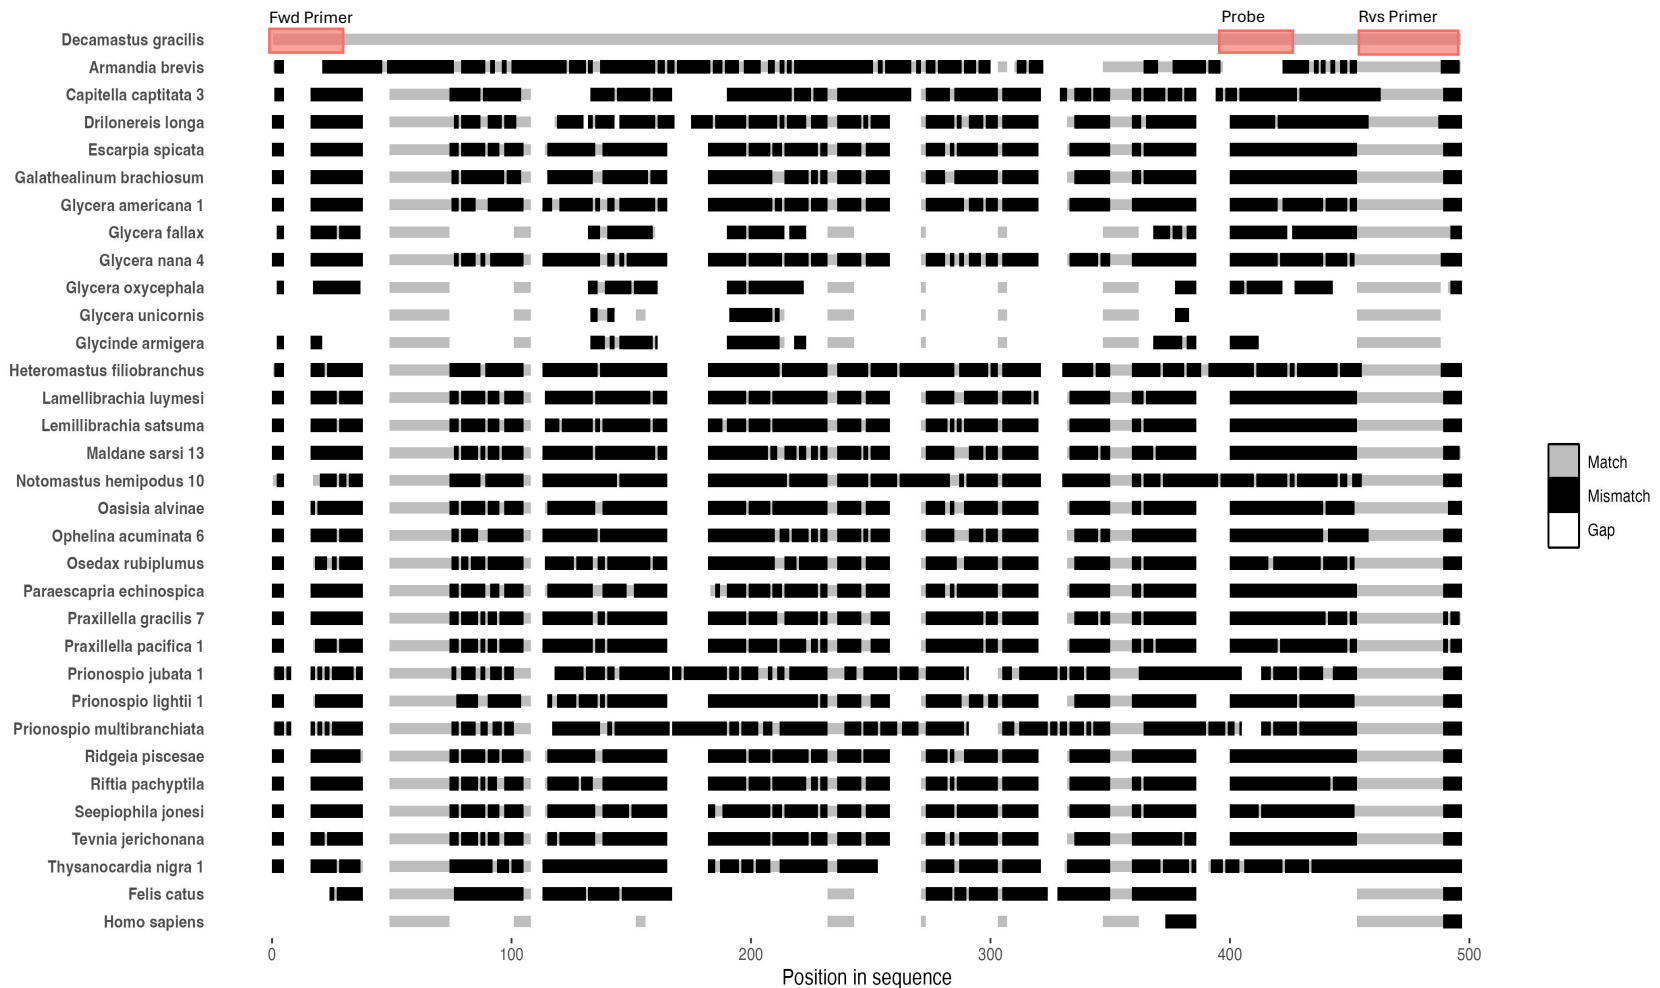 Fwd Primer
Probe
Rvs Primer
Decamastus gracilis
Armandia brevis
Capitella captitata 3
Drilonereis longa
Escarpia spicata
Galathealinum brachiosum
Glycera americana 1
Glycera fallax
Glycera nana 4
Glycera oxycephala
Glycera unicornis
Glycinde armigera
Heteromastus filiobranchus
Lamellibrachia luymesi
Lemillibrachia satsuma
Maldane sarsi 13
Notomastus hemipodus 10
Oasisia alvinae
Ophelina acuminata 6
Osedax rubiplumus
Paraescapria echinospica
Praxillella gracilis 7
Praxillella pacifica 1
Prionospio jubata 1
Prionospio lightii 1
Prionospio multibranchiata
Ridgeia piscesae
Riftia pachyptila
Seepiophila jonesi
Tevnia jerichonana
Thysanocardia nigra 1
Felis catus
Homo sapiens
0 100 200 300 400 500
Position in sequence
Match
Mismatch
Gap